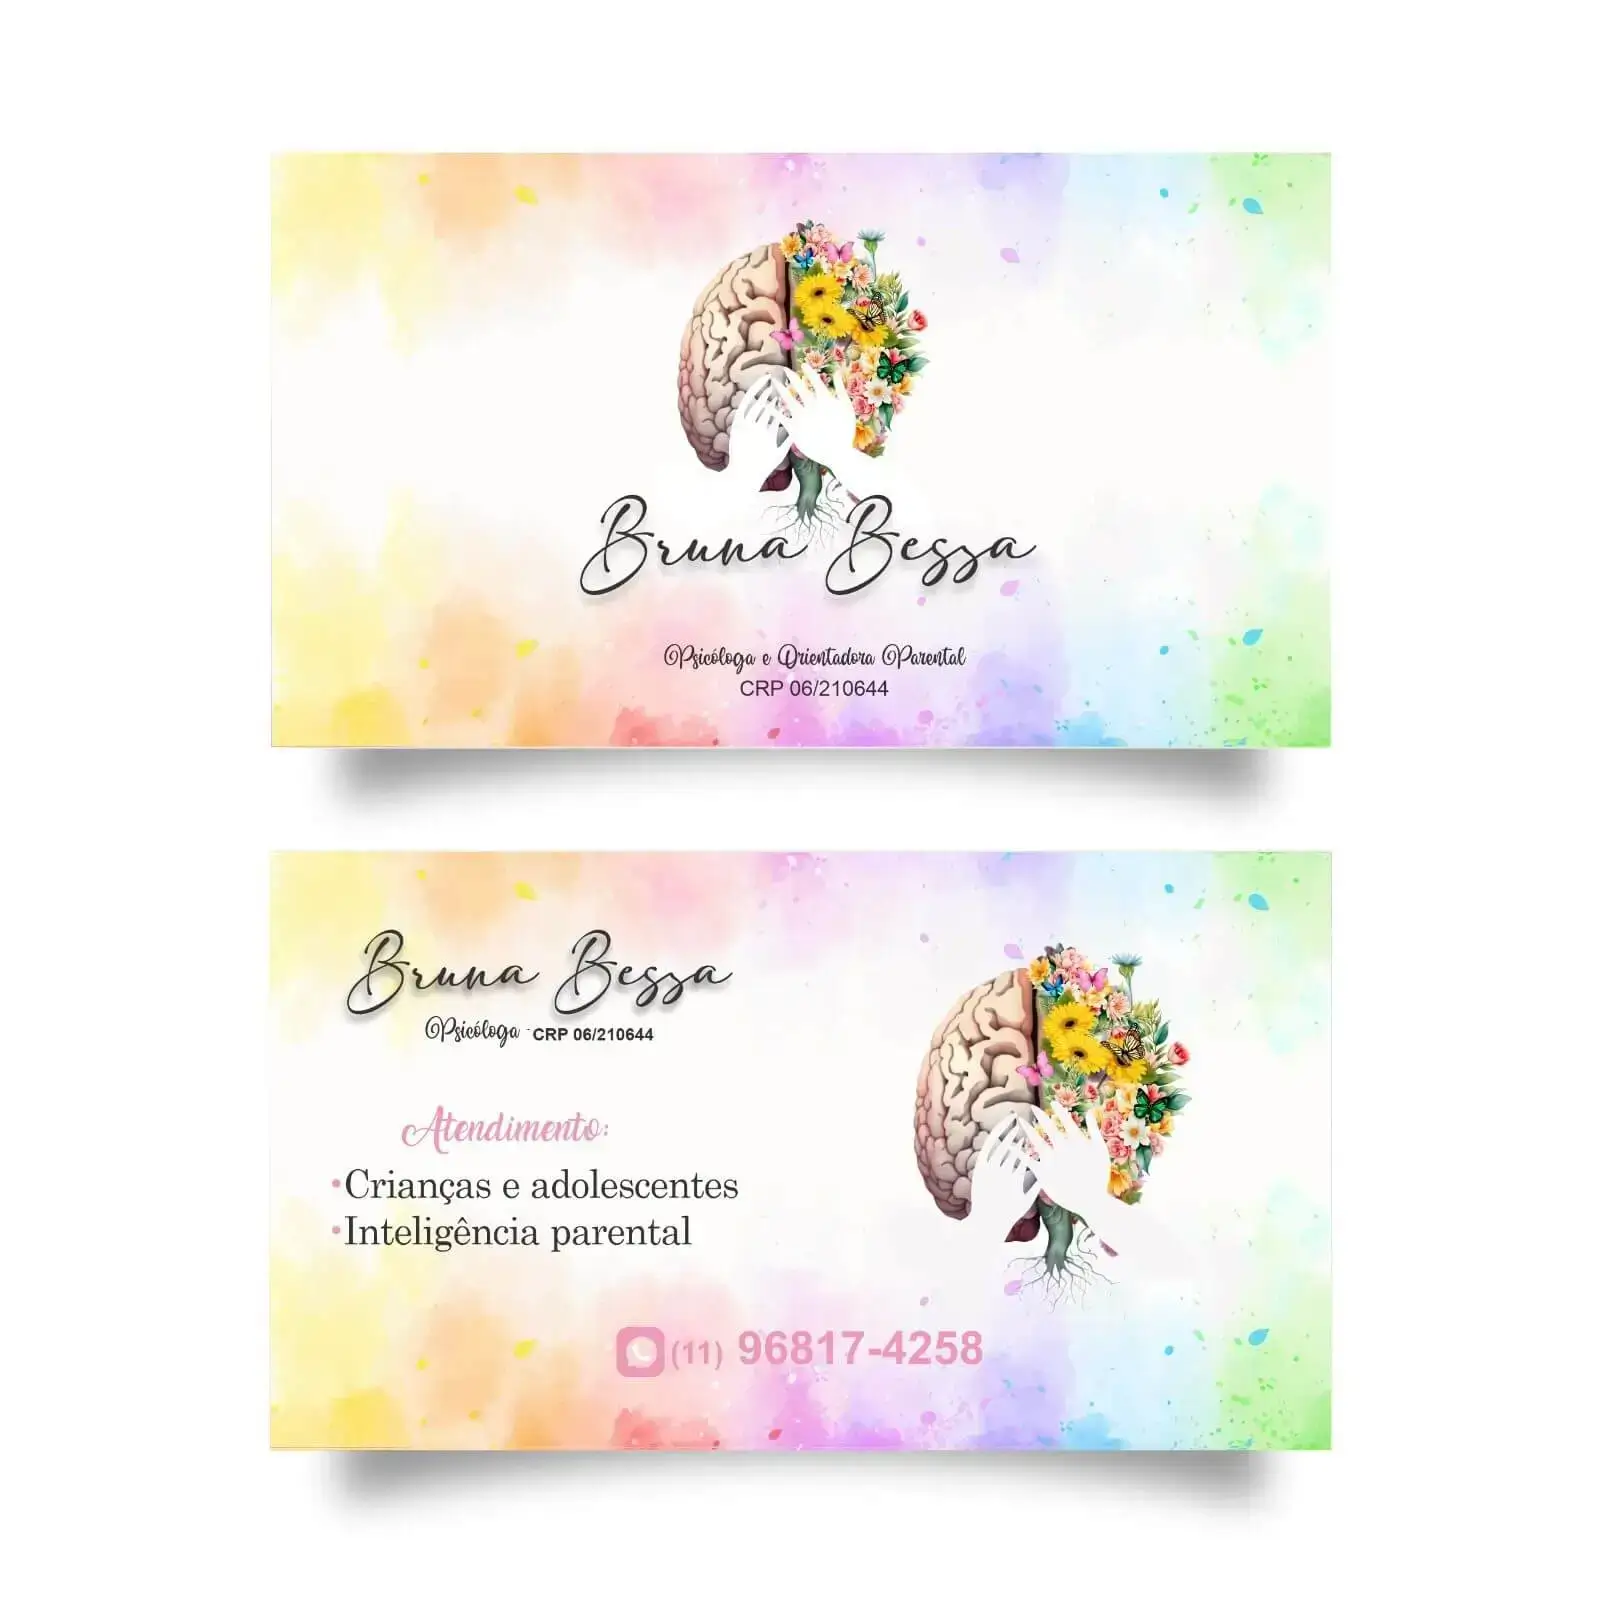 Bruna Bessa
Psicóloga e Orientadora Parental
CRP 06/210644
Bruna Bessa
Psicóloga - CRP 06/210644
Atendimento:
•Crianças e adolescentes
•Inteligência parental
(11) 96817-4258